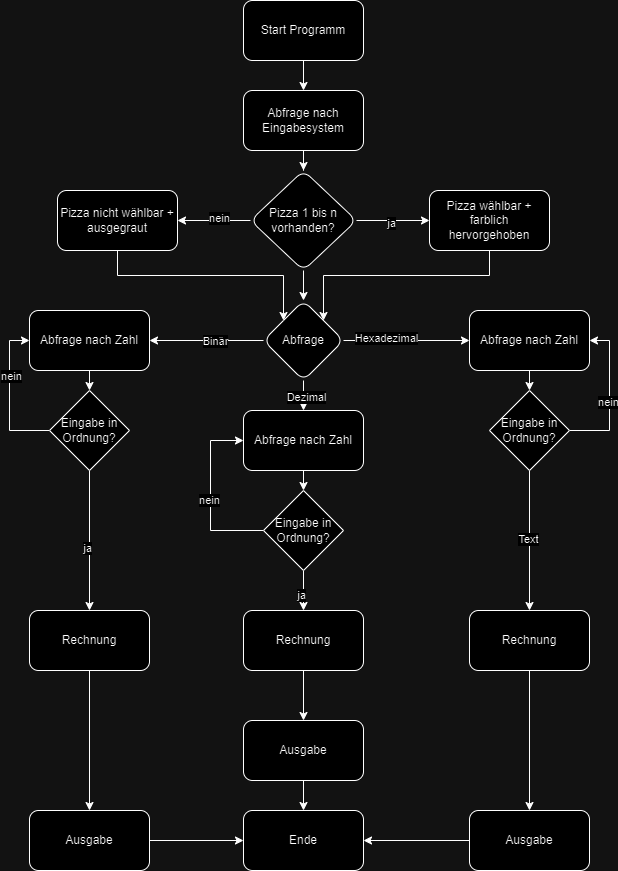 Start Programm
Abfrage nach
Eingabesystem
Pizza nicht wählbar +
ausgegraut
nein
Pizza 1 bis n
vorhanden?
ja
Pizza wählbar +
farblich
hervorgehoben
Abfrage nach Zahl
Binär
Abfrage
Hexadezimal
Abfrage nach Zahl
nein
Eingabe in
Ordnung?
Dezimal
Abfrage nach Zahl
Eingabe in
Ordnung?
nein
nein
Eingabe in
Ordnung?
ja
ja
Text
Rechnung
Rechnung
Rechnung
Ausgabe
Ausgabe
Ende
Ausgabe